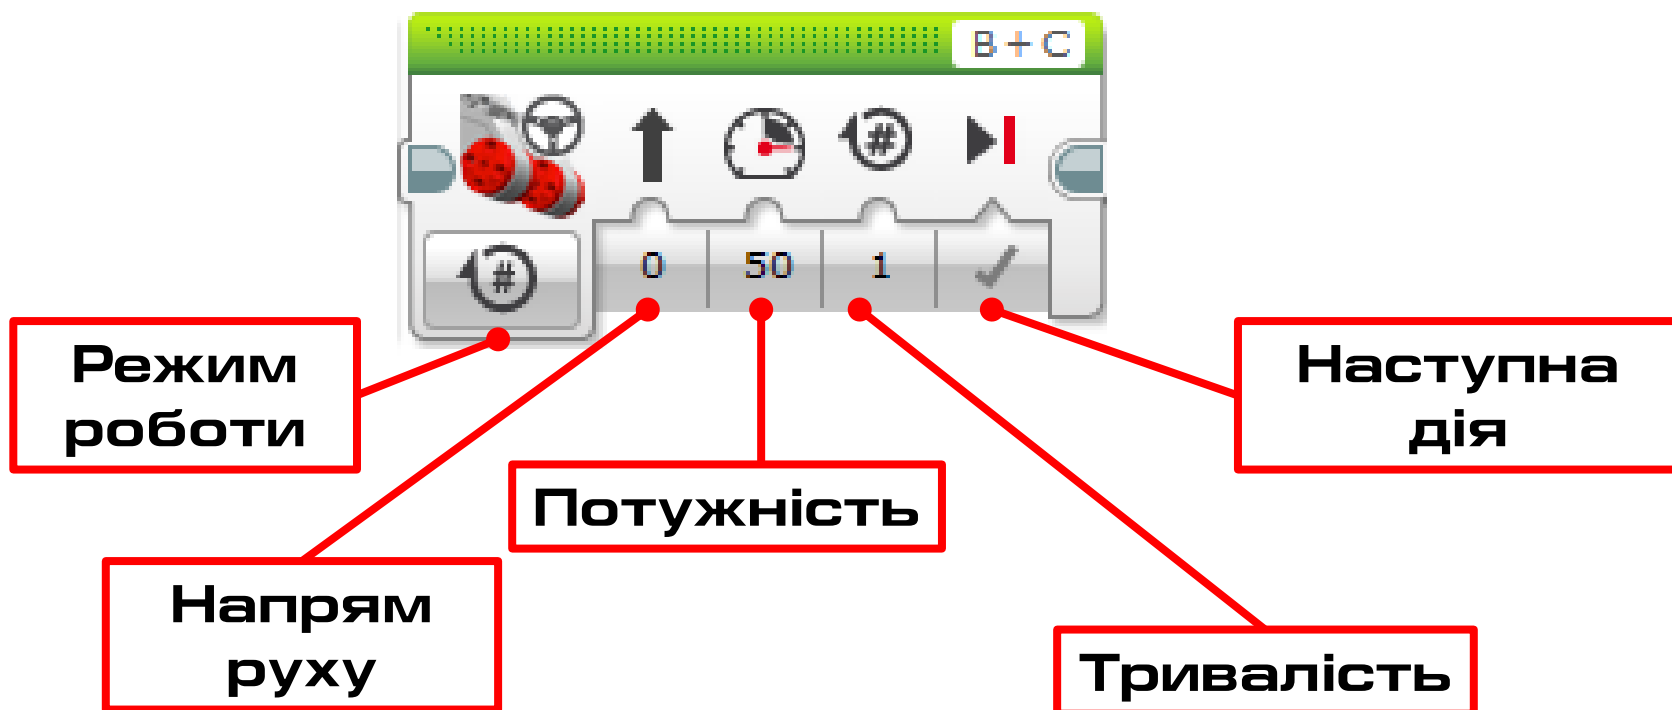 B + C
#
0
50
1
#
Режим
роботи
Наступна
дія
Потужність
Напрям
руху
Тривалість